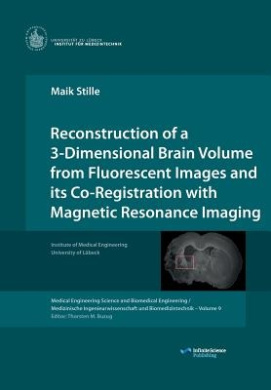 UNIVERSITÄT ZU LÜBECK
INSTITUT FÜR MEDIZINTECHNIK
Maik Stille
Reconstruction of a
3-Dimensional Brain Volume
from Fluorescent Images and
its Co-Registration with
Magnetic Resonance Imaging
Institute of Medical Engineering
University of Lübeck
Medical Engineering Science and Biomedical Engineering /
Medizinische Ingenieurwissenschaft und Biomedizintechnik – Volume 9
Editor: Thorsten M. Buzug
Infinite Science
Publishing